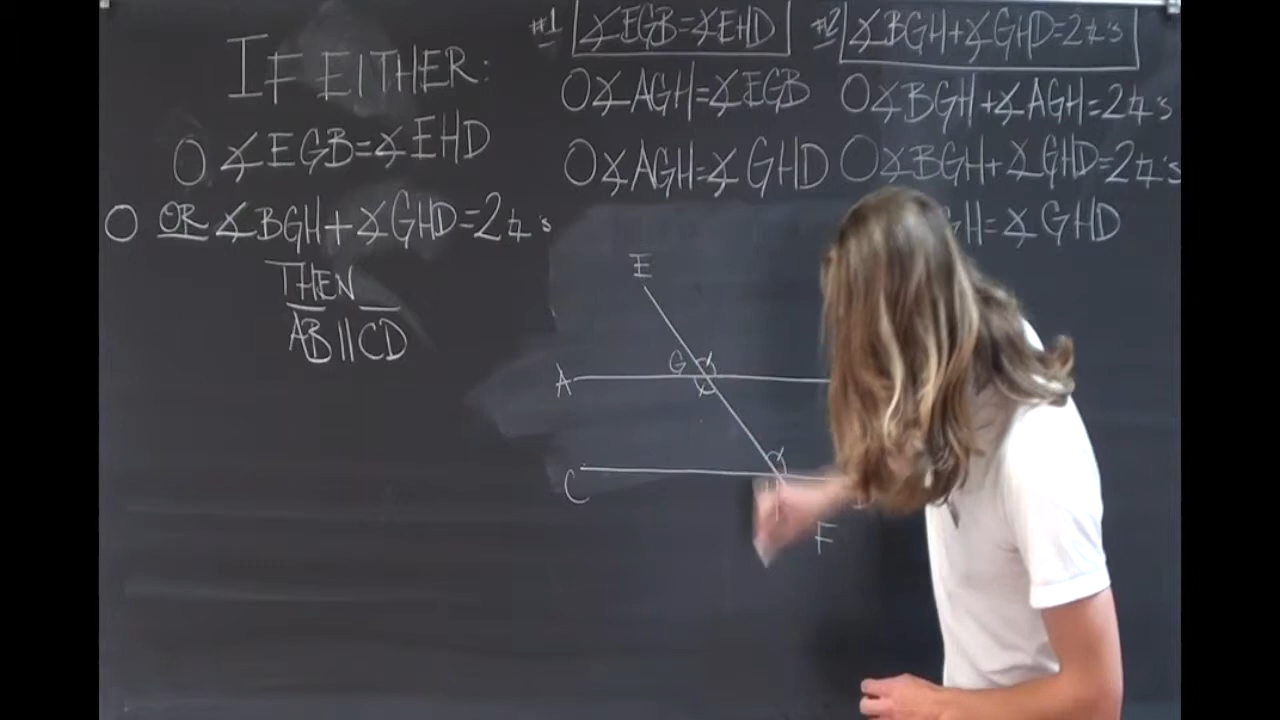 IF EITHER:
O ∡EGB=∡EHD
O OR ∡BGH+∡GHD=2∟'s
THEN
AB||CD
#1 ∡EGB=∡EHD
O∡AGH=∡EGB
O∡AGH=∡GHD
#2 ∡BGH+∡GHD=2∟'s
O∡BGH+∡AGH=2∟'s
O∡BGH+∡GHD=2∟'s
GH=∡GHD
E
G
A
C
H
F